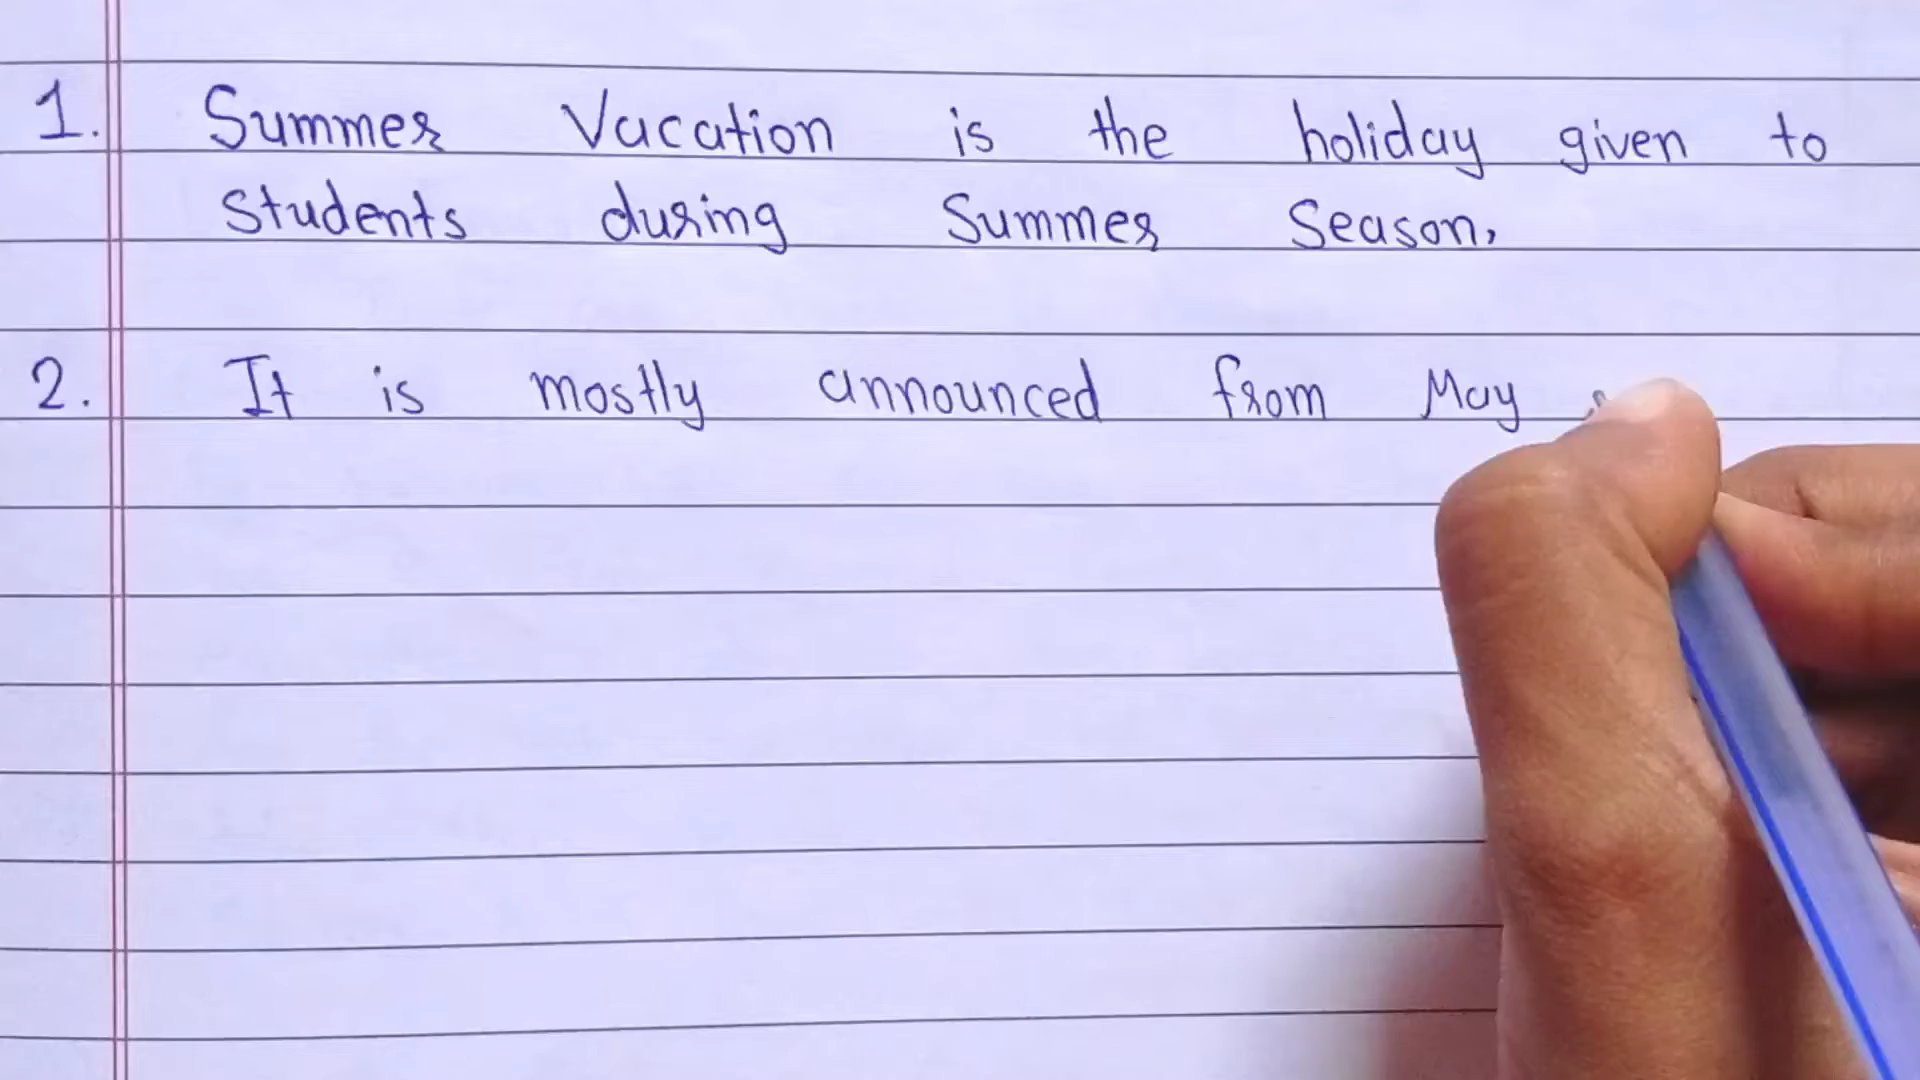 1. Summer Vacation is the holiday given to
students during Summer Season.
2. It is mostly announced from May